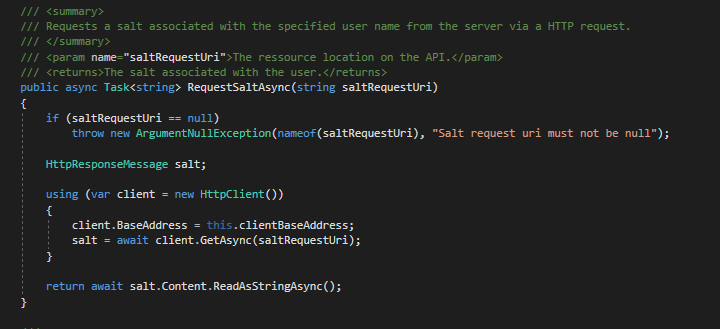 /// <summary>
/// Requests a salt associated with the specified user name from the server via a HTTP request.
/// </summary>
/// <param name="saltRequestUri">The ressource location on the API.</param>
/// <returns>The salt associated with the user.</returns>
public async Task<string> RequestSaltAsync(string saltRequestUri)
{
if (saltRequestUri == null)
throw new ArgumentNullException(nameof(saltRequestUri), "Salt request uri must not be null");
HttpResponseMessage salt;
using (var client = new HttpClient())
{
client.BaseAddress = this.clientBaseAddress;
salt = await client.GetAsync(saltRequestUri);
}
return await salt.Content.ReadAsStringAsync();
}